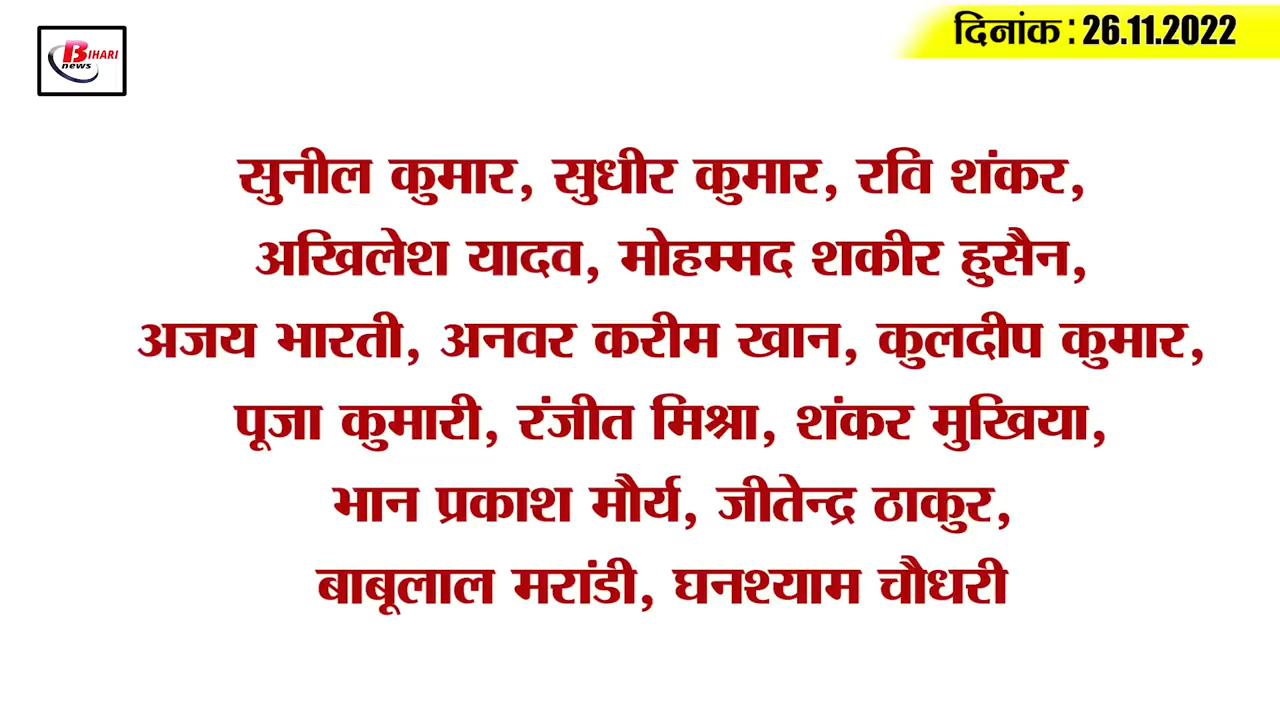 BIHARI
news
दिनांक : 26.11.2022
सुनील कुमार, सुधीर कुमार, रवि शंकर,
अखिलेश यादव, मोहम्मद शकीर हुसैन,
अजय भारती, अनवर करीम खान, कुलदीप कुमार,
पूजा कुमारी, रंजीत मिश्रा, शंकर मुखिया,
भान प्रकाश मौर्य, जीतेन्द्र ठाकुर,
बाबूलाल मरांडी, घनश्याम चौधरी